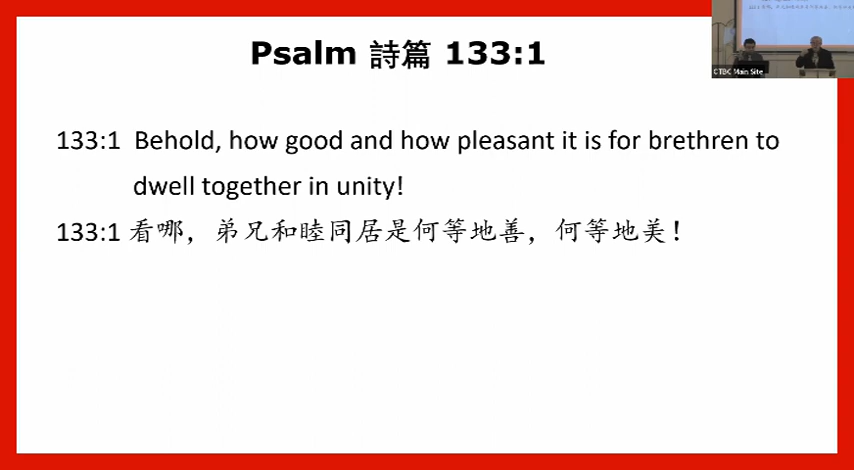 Psalm 詩篇 133:1
133:1 Behold, how good and how pleasant it is for brethren to
dwell together in unity!
133:1 看哪，弟兄和睦同居是何等地善，何等地美！
CTBC Main Site